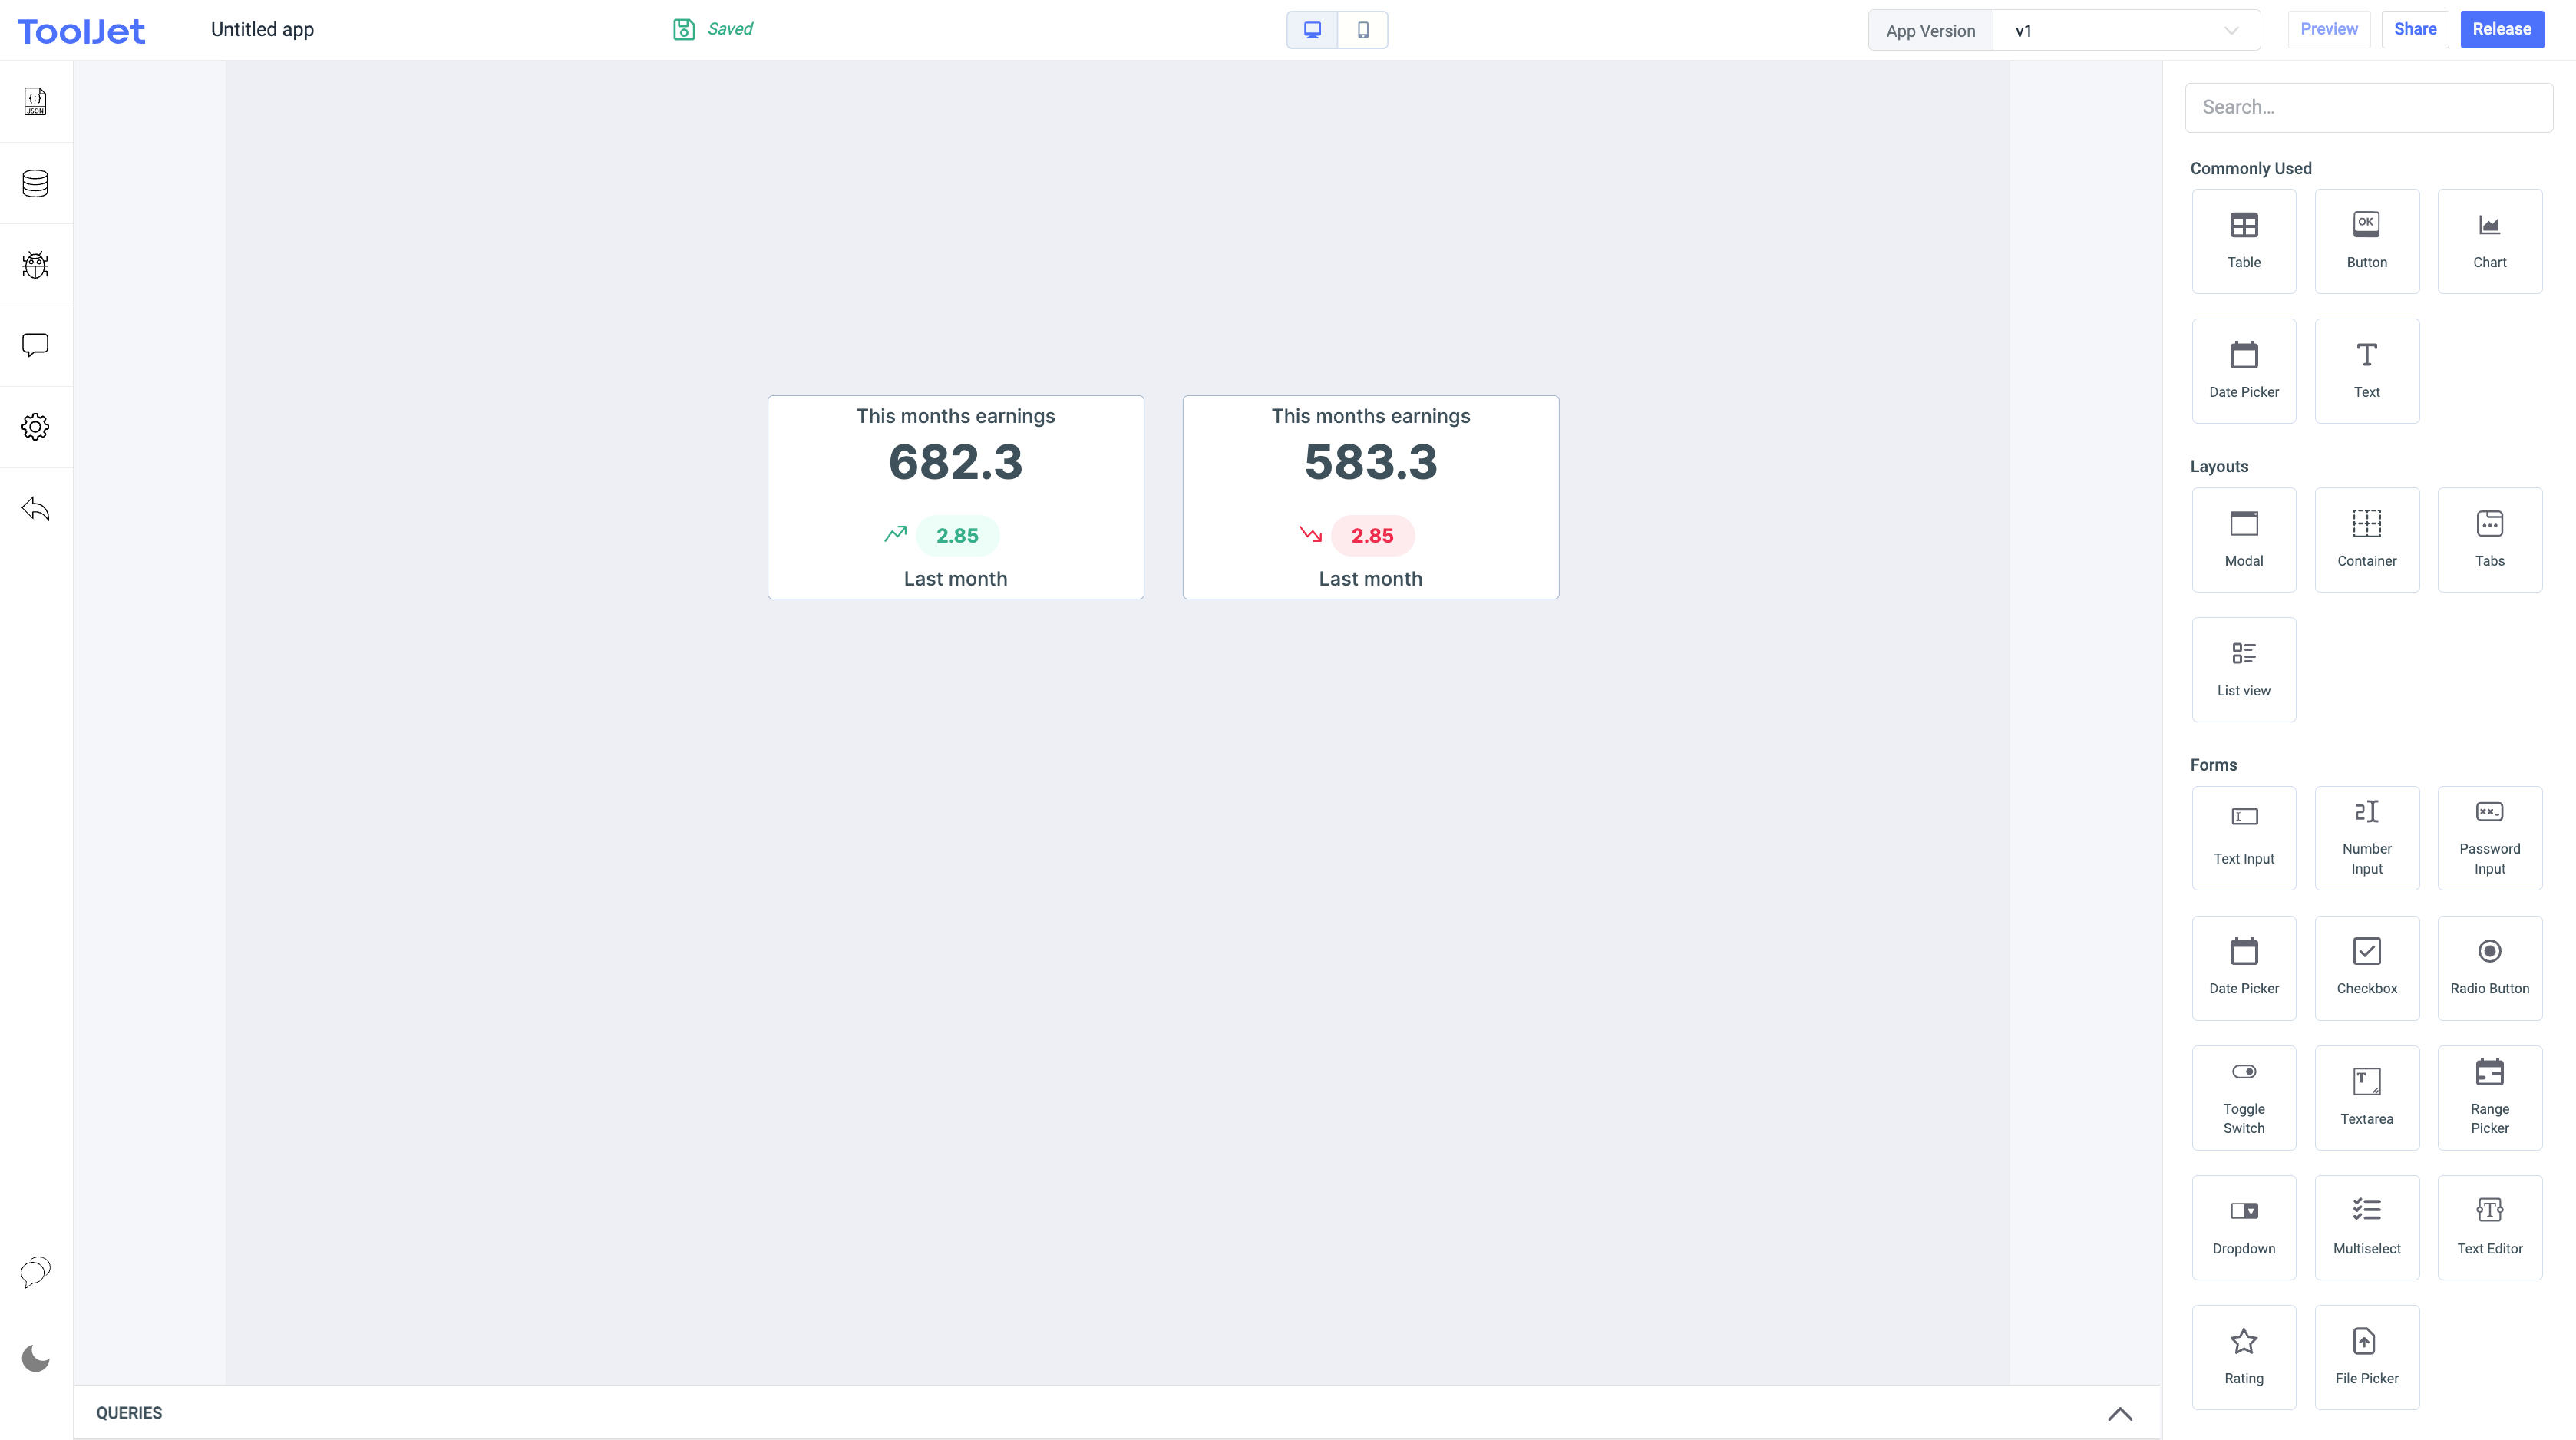 ToolJet
Untitled app
Saved
App Version
v1
Preview
Share
Release
JSON
Search...
Commonly Used
Table
OK
Button
Chart
Date Picker
Text
Layouts
Modal
Container
Tabs
List view
Forms
Text Input
Number
Input
Password
Input
Date Picker
Checkbox
Radio Button
Toggle
Switch
Textarea
Range
Picker
Dropdown
Multiselect
Text Editor
Rating
File Picker
This months earnings
682.3
2.85
Last month
This months earnings
583.3
2.85
Last month
QUERIES